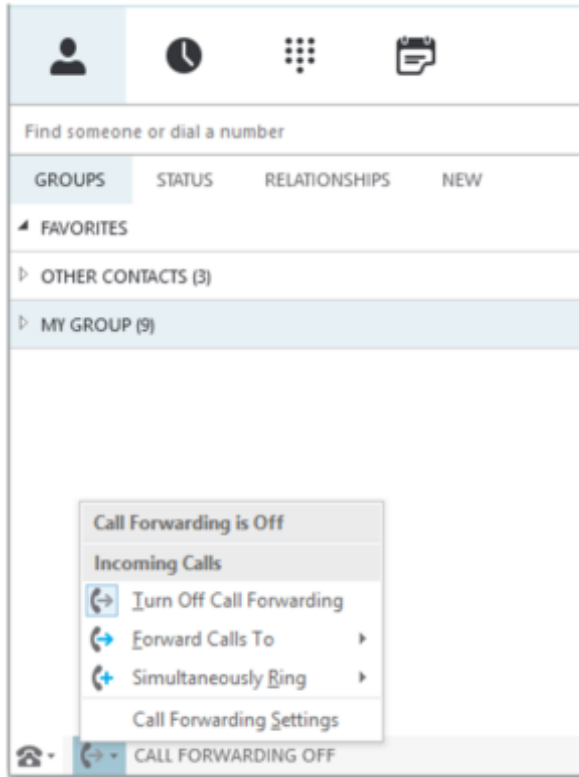 Find someone or dial a number
GROUPS STATUS RELATIONSHIPS NEW
FAVORITES
OTHER CONTACTS (3)
MY GROUP (9)
Call Forwarding is Off
Incoming Calls
Turn Off Call Forwarding
Forward Calls To
Simultaneously Ring
Call Forwarding Settings
CALL FORWARDING OFF